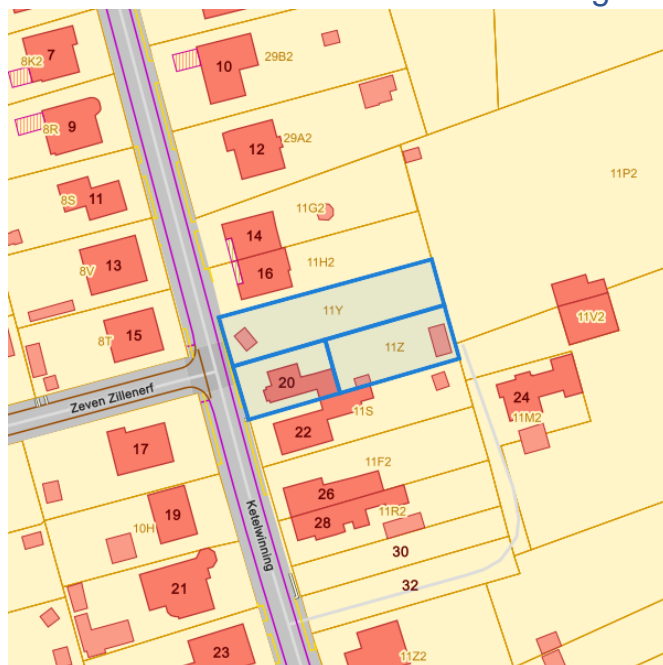 7
8K2
10
29B2
9
8R
12
29A2
11P2
11
8S
14
11G2
13
8V
16
11H2
11Y
11V2
15
8T
11Z
20
24
11M2
Zeven Zillenerf
22
11S
17
11F2
26
19
10H
28
11R2
Ketelwinning
30
32
21
23
11Z2